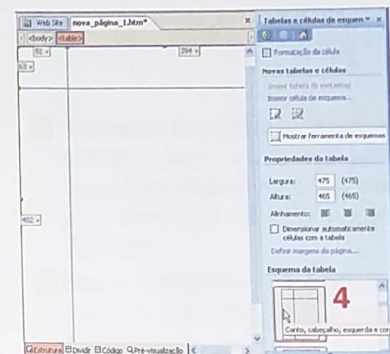 Web Site nova_página_1.htm*
<body> <table>
81
394
63
402
Estrutura Dividir Código Pré-visualização
Tabelas e células de esquem
Formatação da célula
Novas tabelas e células
Inserir tabela de esquemas
Inserir célula de esquema...
Mostrar ferramenta de esquemas
Propriedades da tabela
Largura: 475 (475)
Altura: 465 (465)
Alinhamento:
Dimensionar automaticamente
células com a tabela
Definir margens da página...
Esquema da tabela
4
Canto, cabeçalho, esquerda e cor